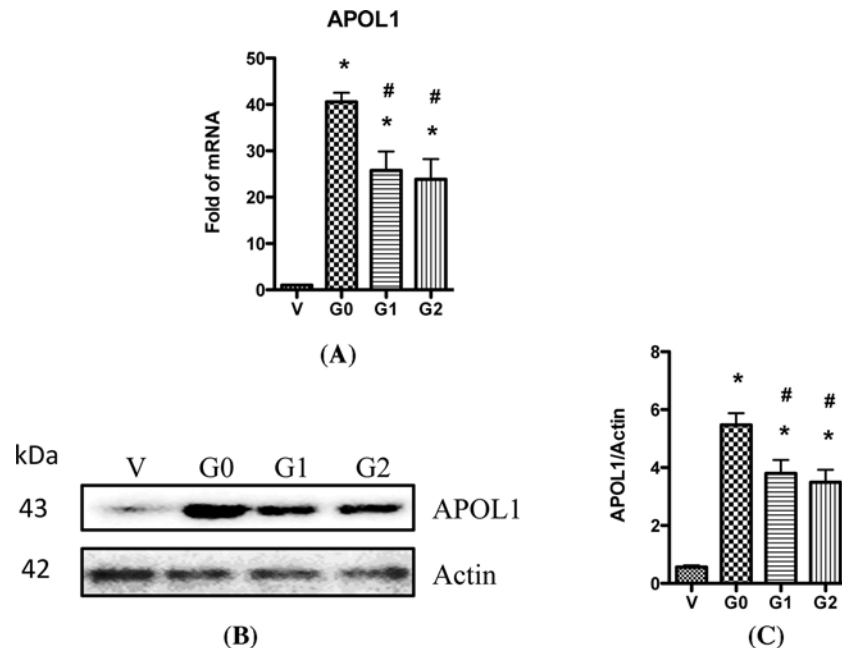 APOL1
Fold of mRNA
50
40
30
20
10
0
*
#
*
#
*
V G0 G1 G2
(A)
kDa
V G0 G1 G2
43 APOL1
42 Actin
(B)
APOL1/Actin
8
6
4
2
0
*
#
*
#
*
V G0 G1 G2
(C)